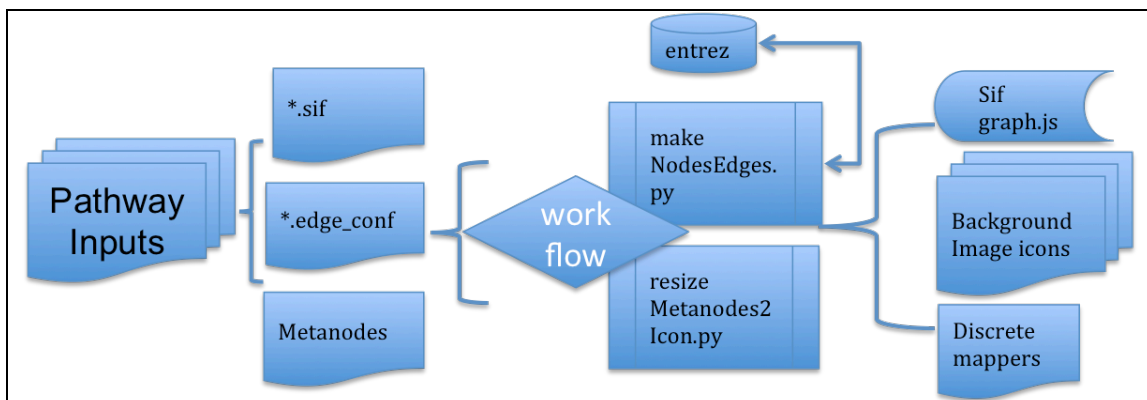 Pathway
Inputs
*.sif
*.edge_conf
Metanodes
work
flow
entrez
make
NodesEdges.
py
resize
Metanodes2
Icon.py
Sif
graph.js
Background
Image icons
Discrete
mappers